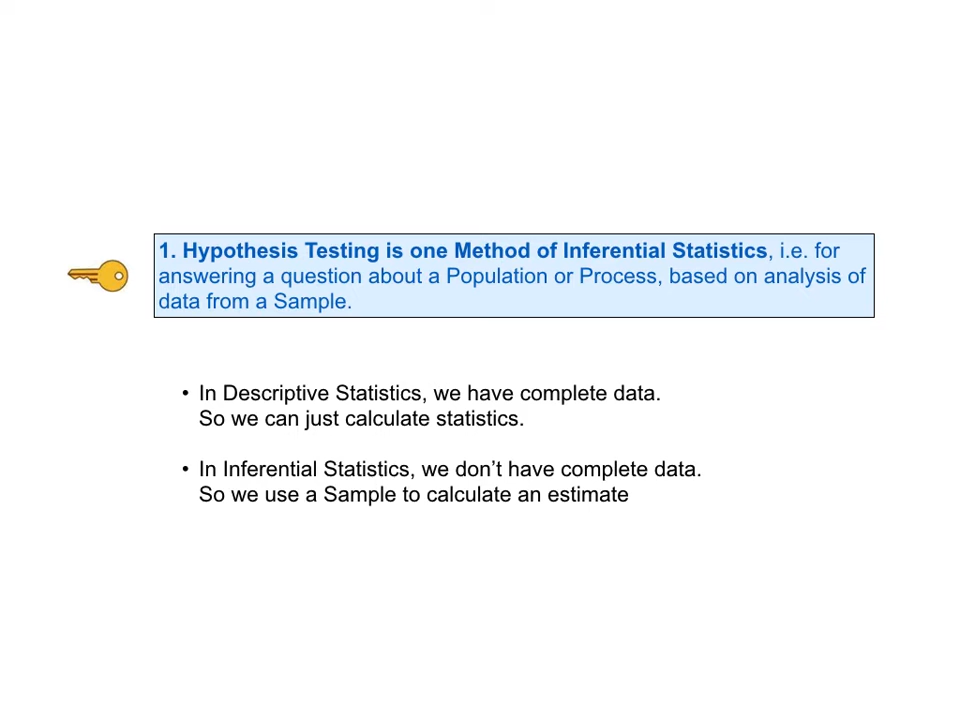 1. Hypothesis Testing is one Method of Inferential Statistics, i.e. for
answering a question about a Population or Process, based on analysis of
data from a Sample.
• In Descriptive Statistics, we have complete data.
So we can just calculate statistics.
• In Inferential Statistics, we don’t have complete data.
So we use a Sample to calculate an estimate